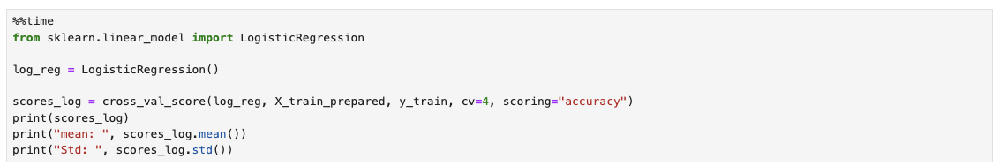 %%time
from sklearn.linear_model import LogisticRegression
log_reg = LogisticRegression()
scores_log = cross_val_score(log_reg, X_train_prepared, y_train, cv=4, scoring="accuracy")
print(scores_log)
print("mean: ", scores_log.mean())
print("Std: ", scores_log.std())